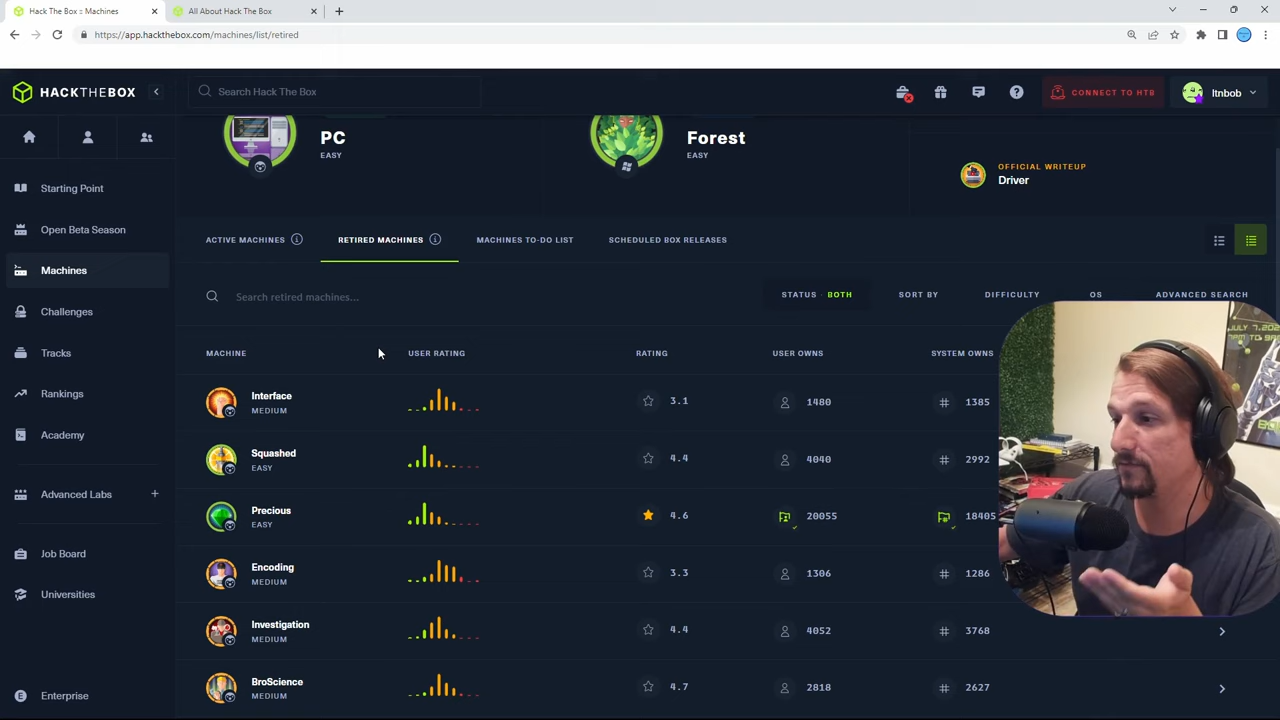 Hack The Box :: Machines
All About Hack The Box
https://app.hackthebox.com/machines/list/retired
HACKTHEBOX
Search Hack The Box
CONNECT TO HTB
ltnbob
PC
EASY
Forest
EASY
OFFICIAL WRITEUP
Driver
Starting Point
Open Beta Season
Machines
Challenges
Tracks
Rankings
Academy
Advanced Labs
Job Board
Universities
Enterprise
ACTIVE MACHINES
RETIRED MACHINES
MACHINES TO-DO LIST
SCHEDULED BOX RELEASES
Search retired machines...
STATUS · BOTH
SORT BY
DIFFICULTY
OS
ADVANCED SEARCH
MACHINE USER RATING RATING USER OWNS SYSTEM OWNS
Interface
MEDIUM
3.1 1480 1385
Squashed
EASY
4.4 4040 2992
Precious
EASY
4.6 20055 18405
Encoding
MEDIUM
3.3 1306 1286
Investigation
MEDIUM
4.4 4052 3768
BroScience
MEDIUM
4.7 2818 2627
JULY 7, 202